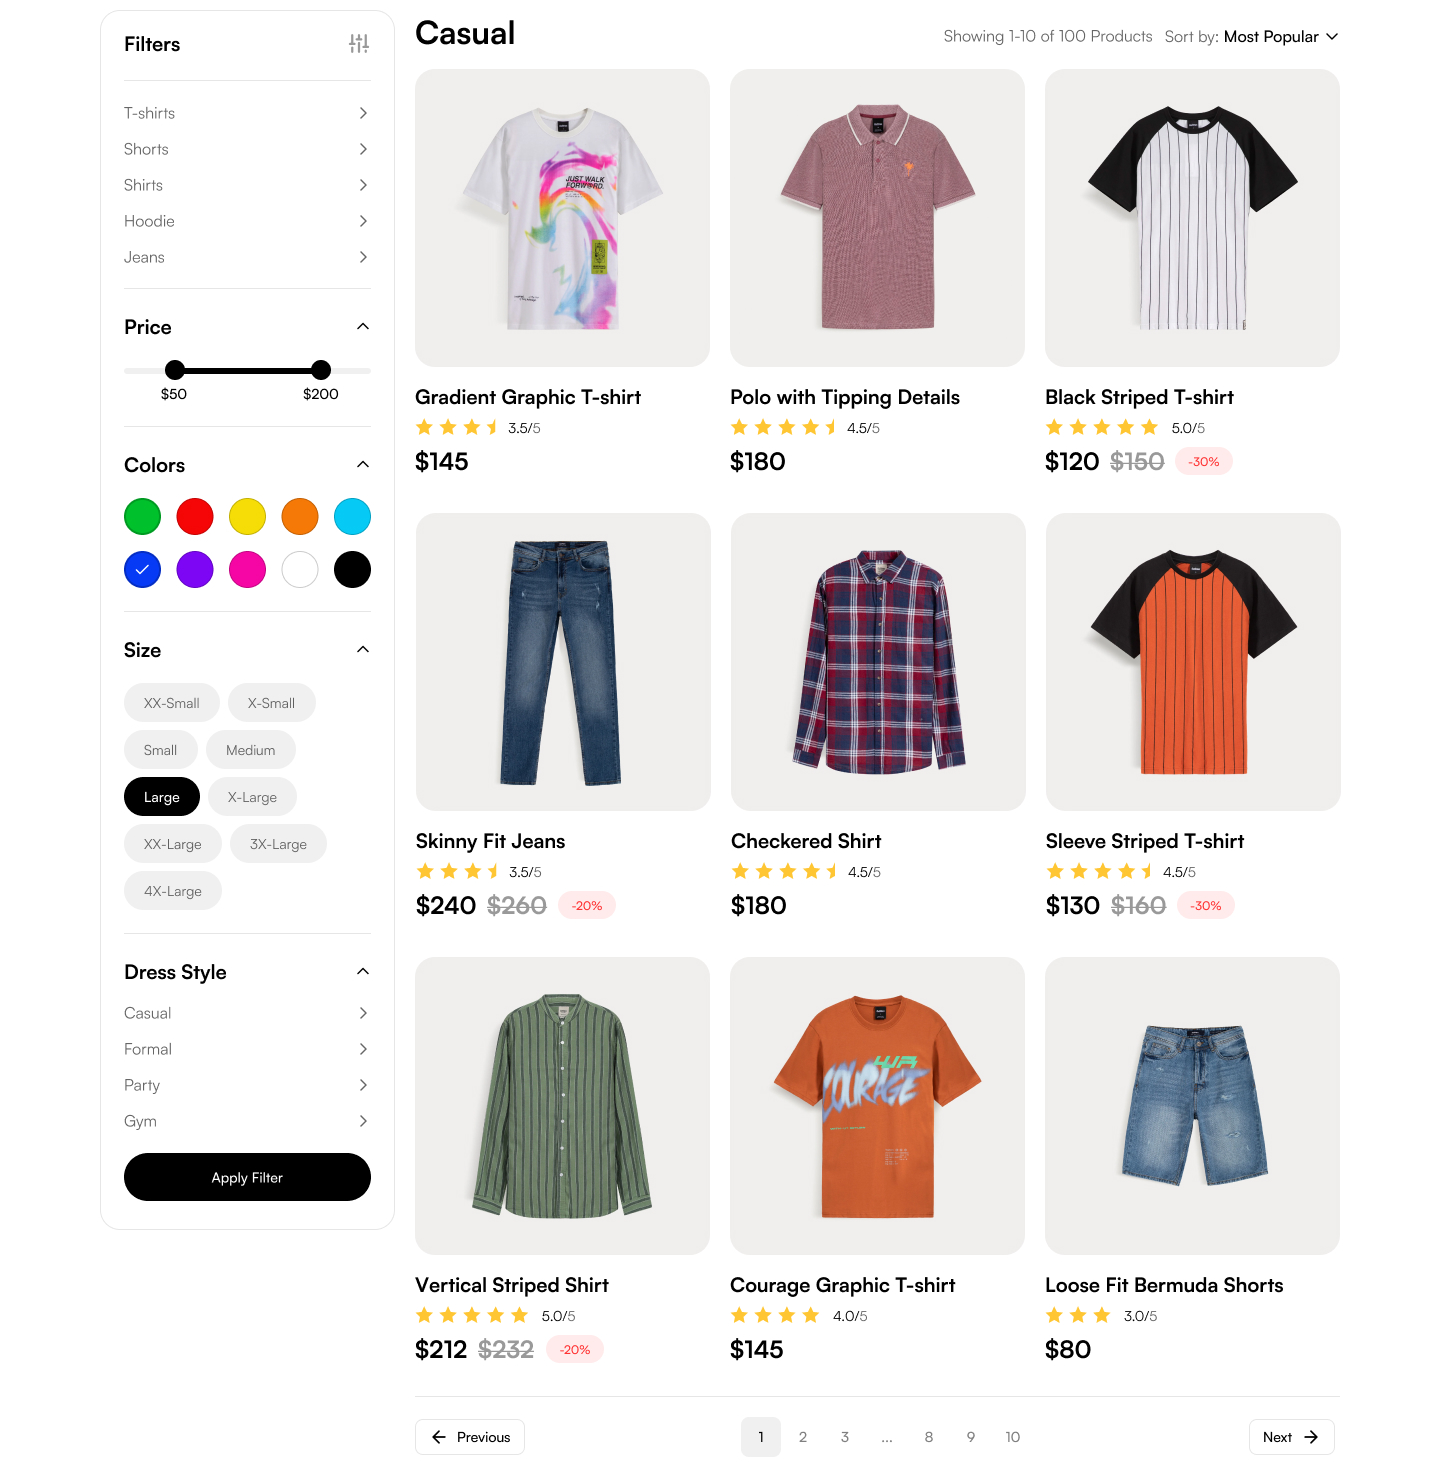 Filters
T-shirts
Shorts
Shirts
Hoodie
Jeans
Price
$50 $200
Colors
Size
XX-Small X-Small
Small Medium
Large X-Large
XX-Large 3X-Large
4X-Large
Dress Style
Casual
Formal
Party
Gym
Apply Filter
Casual
Showing 1-10 of 100 Products Sort by: Most Popular
JUST WALK
FORWARD.
Gradient Graphic T-shirt
3.5/5
$145
Polo with Tipping Details
4.5/5
$180
Black Striped T-shirt
5.0/5
$120 $150 -30%
Skinny Fit Jeans
3.5/5
$240 $260 -20%
Checkered Shirt
4.5/5
$180
Sleeve Striped T-shirt
4.5/5
$130 $160 -30%
Vertical Striped Shirt
5.0/5
$212 $232 -20%
COURAGE
Courage Graphic T-shirt
4.0/5
$145
Loose Fit Bermuda Shorts
3.0/5
$80
Previous 1 2 3 ... 8 9 10 Next